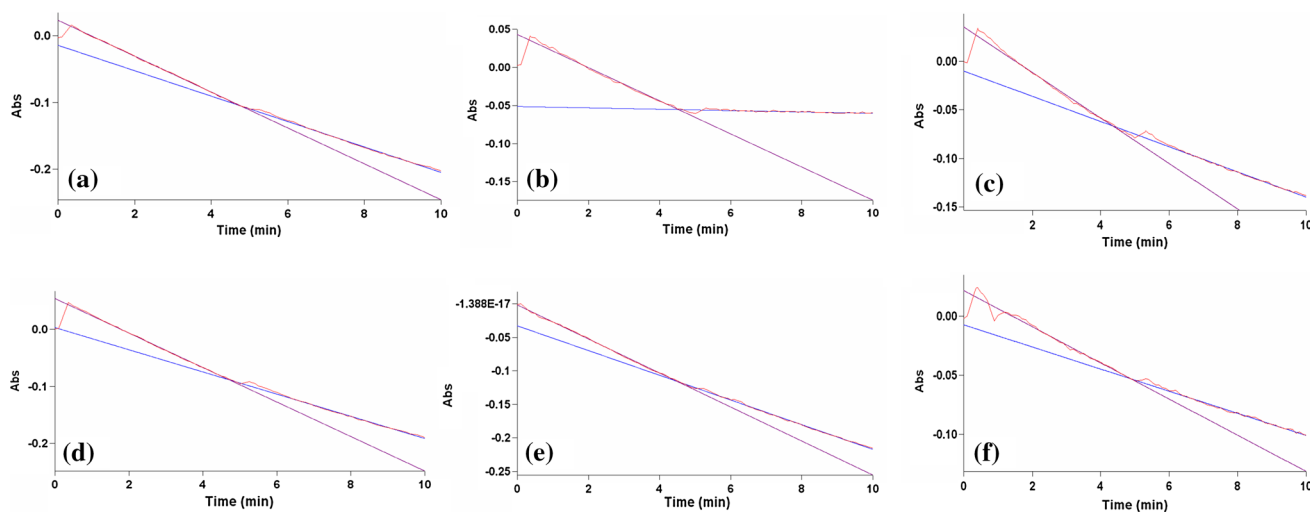 0.0
-0.1
-0.2
Abs
(a)
0 2 4 6 8 10
Time (min)
0.05
0.00
-0.05
-0.10
-0.15
Abs
(b)
0 2 4 6 8 10
Time (min)
0.00
-0.05
-0.10
-0.15
Abs
(c)
0 2 4 6 8 10
Time (min)
0.0
-0.1
-0.2
Abs
(d)
0 2 4 6 8 10
Time (min)
-1.388E-17
-0.05
-0.1
-0.15
-0.2
-0.25
Abs
(e)
0 2 4 6 8 10
Time (min)
0.00
-0.05
-0.10
Abs
(f)
0 2 4 6 8 10
Time (min)